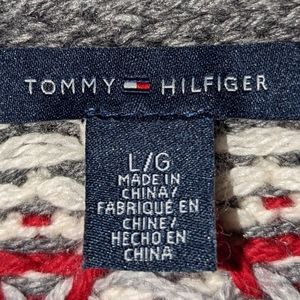 TOMMY HILFIGER
L/G
MADE IN
CHINA/
FABRIQUÉ EN
CHINE/
HECHO EN
CHINA